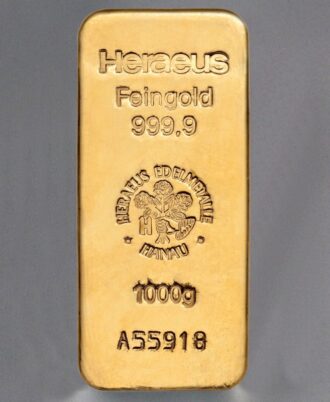 Heraeus
Feingold
999,9
HERAEUS EDELMETALLE
H
HANAU
1000g
A55918